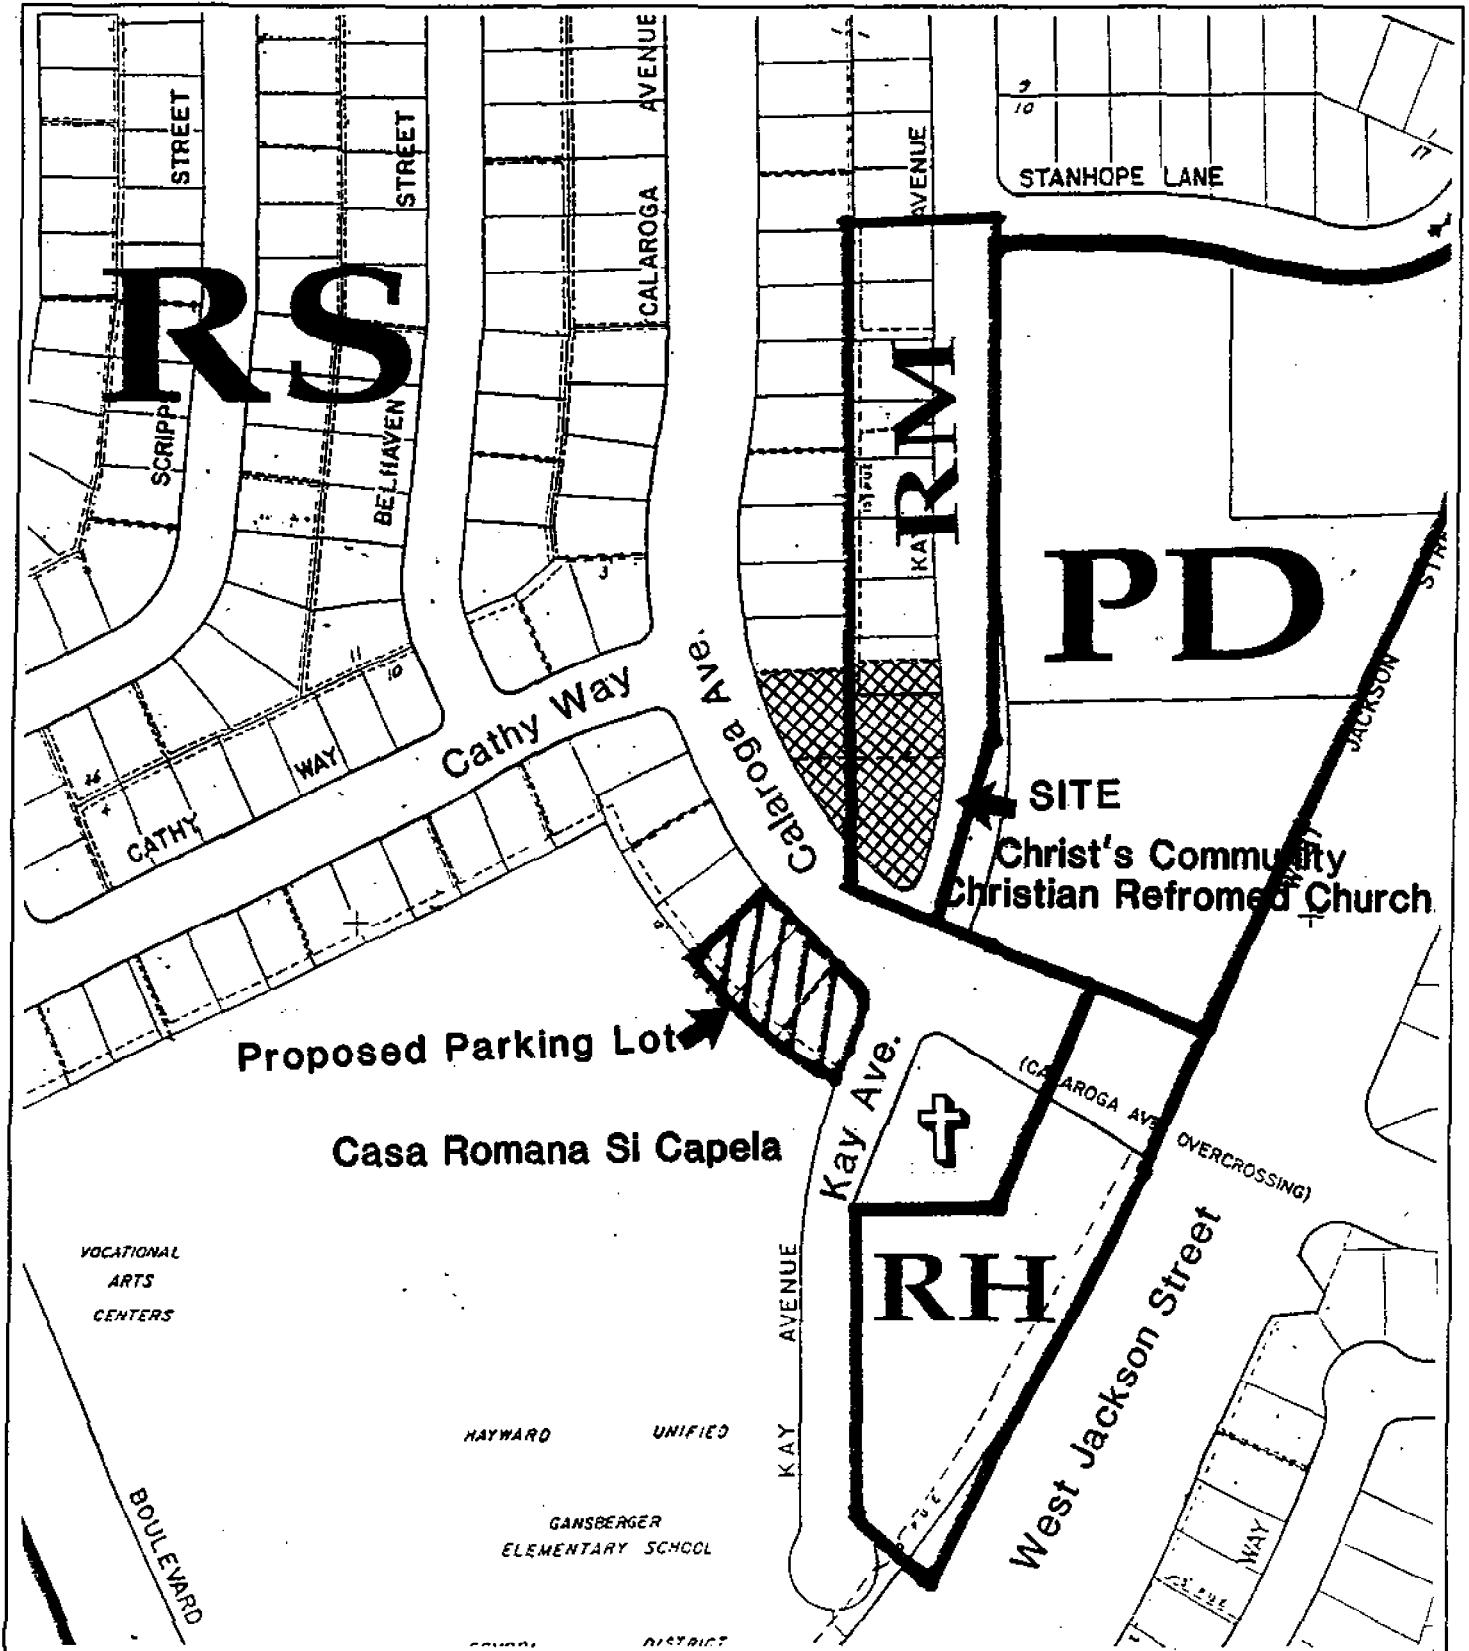 STREET
STREET
CALAROGA AVENUE
AVENUE
9
10
17
STANHOPE LANE
RS
RM
SCRIPP
BELHAVEN
KAY
PD
3
11
10
Cathy Way
Calaroga Ave.
JACKSON
WAY
CATHY
SITE
Christ's Community
Christian Refromed Church
Proposed Parking Lot
Kay Ave.
(CALAROGA AVE OVERCROSSING)
Casa Romana Si Capela
VOCATIONAL
ARTS
CENTERS
KAY AVENUE
RH
West Jackson Street
HAYWARD UNIFIED
GANSBERGER
ELEMENTARY SCHOOL
BOULEVARD
WAY
DISTRICT